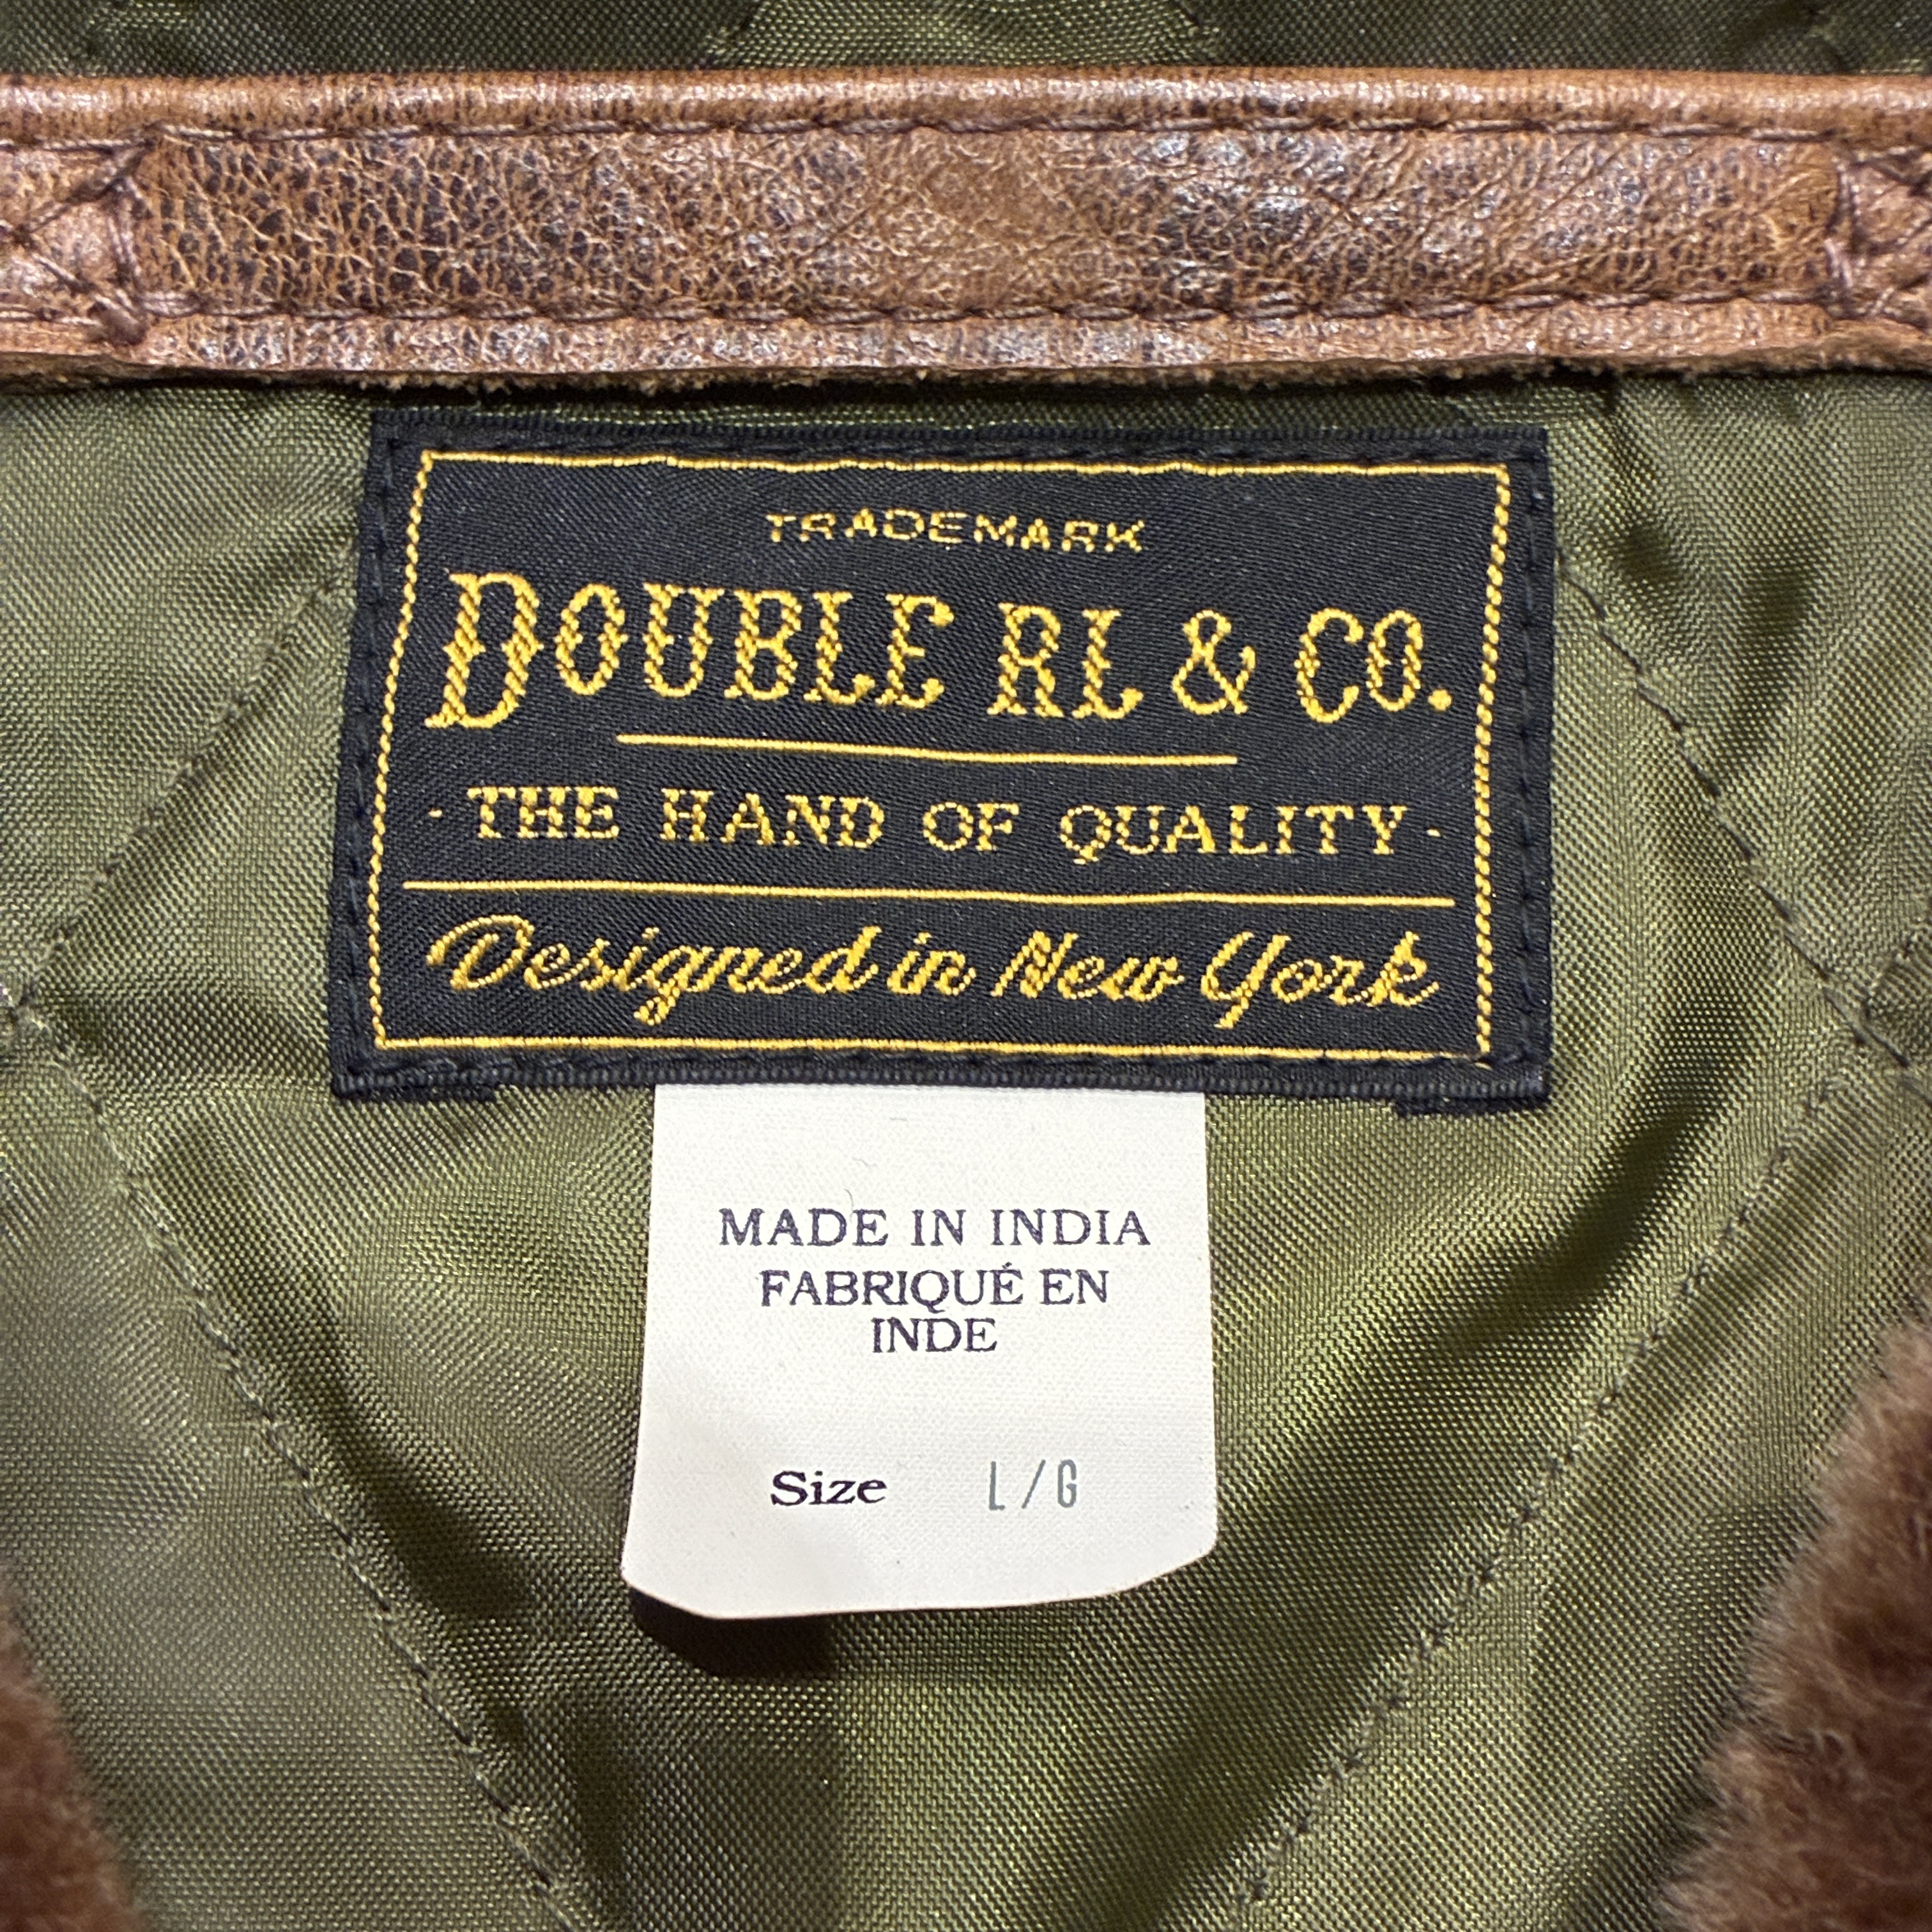 TRADEMARK
DOUBLE RL & CO.
- THE HAND OF QUALITY -
Designed in New York
MADE IN INDIA
FABRIQUÉ EN
INDE
Size L/G